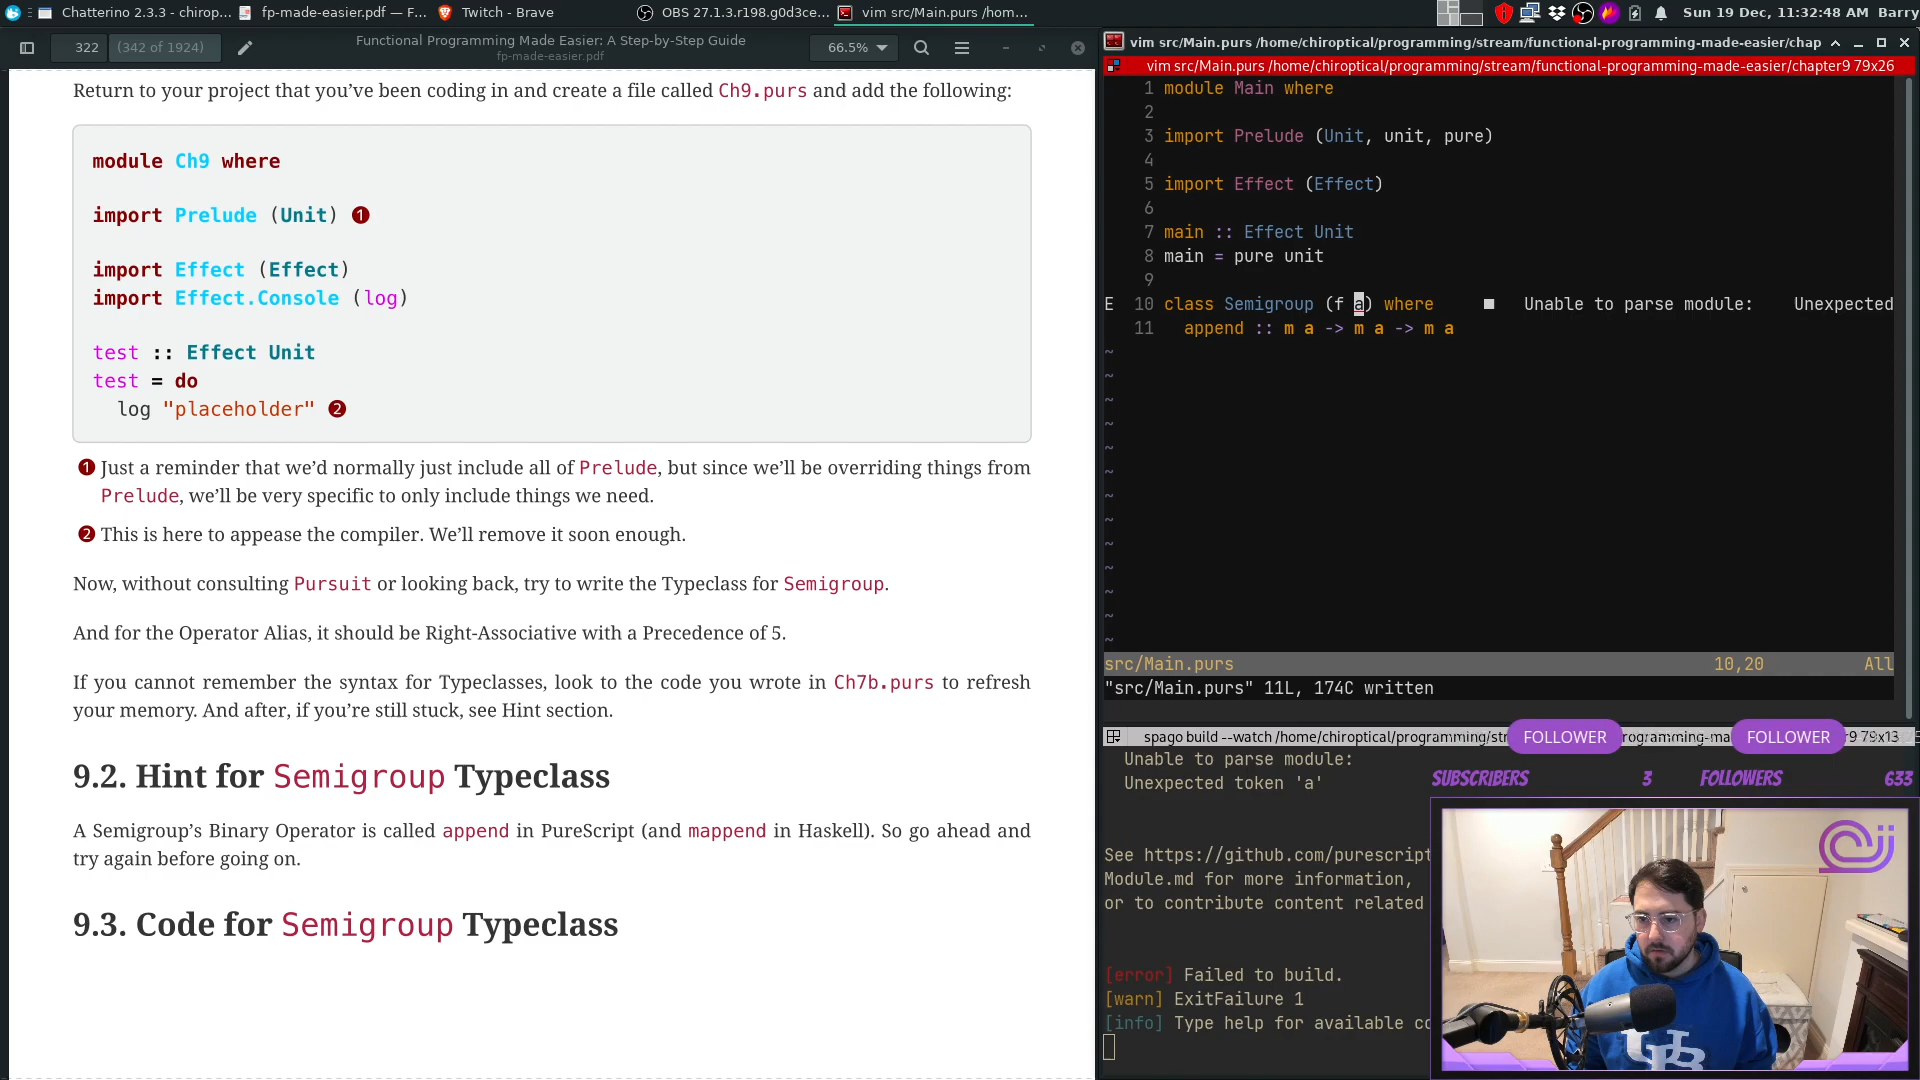 Chatterino 2.3.3 - chirop...
fp-made-easier.pdf — F...
Twitch - Brave
OBS 27.1.3.r198.g0d3ce...
vim src/Main.purs /hom...
Sun 19 Dec, 11:32:48 AM Barry
322 (342 of 1924)
Functional Programming Made Easier: A Step-by-Step Guide
fp-made-easier.pdf
66.5%
Return to your project that you’ve been coding in and create a file called Ch9.purs and add the following:
module Ch9 where
import Prelude (Unit) 1
import Effect (Effect)
import Effect.Console (log)
test :: Effect Unit
test = do
log "placeholder" 2
1 Just a reminder that we’d normally just include all of Prelude, but since we’ll be overriding things from
Prelude, we’ll be very specific to only include things we need.
2 This is here to appease the compiler. We’ll remove it soon enough.
Now, without consulting Pursuit or looking back, try to write the Typeclass for Semigroup.
And for the Operator Alias, it should be Right-Associative with a Precedence of 5.
If you cannot remember the syntax for Typeclasses, look to the code you wrote in Ch7b.purs to refresh
your memory. And after, if you’re still stuck, see Hint section.
9.2. Hint for Semigroup Typeclass
A Semigroup’s Binary Operator is called append in PureScript (and mappend in Haskell). So go ahead and
try again before going on.
9.3. Code for Semigroup Typeclass
vim src/Main.purs /home/chiroptical/programming/stream/functional-programming-made-easier/chap
vim src/Main.purs /home/chiroptical/programming/stream/functional-programming-made-easier/chapter9 79x26
1 module Main where
2
3 import Prelude (Unit, unit, pure)
4
5 import Effect (Effect)
6
7 main :: Effect Unit
8 main = pure unit
9
E 10 class Semigroup (f a) where ■ Unable to parse module: Unexpected
11 append :: m a -> m a -> m a
~
~
~
~
~
~
~
~
~
~
~
~
~
src/Main.purs 10,20 All
"src/Main.purs" 11L, 174C written
spago build --watch /home/chiroptical/programming/str
rogramming-ma
9 79x13
FOLLOWER
FOLLOWER
Unable to parse module:
Unexpected token 'a'
SUBSCRIBERS 3 FOLLOWERS 633
See https://github.com/purescript
Module.md for more information,
or to contribute content related
[error] Failed to build.
[warn] ExitFailure 1
[info] Type help for available co